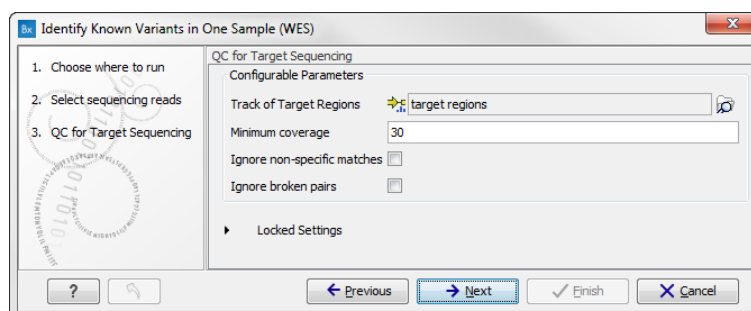 Bx Identify Known Variants in One Sample (WES)
1. Choose where to run
2. Select sequencing reads
3. QC for Target Sequencing
QC for Target Sequencing
Configurable Parameters
Track of Target Regions target regions
Minimum coverage 30
Ignore non-specific matches
Ignore broken pairs
Locked Settings
? Previous Next Finish Cancel